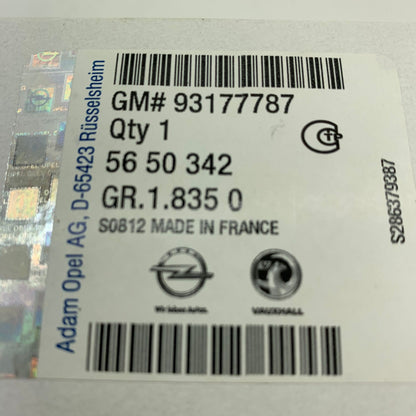 GM# 93177787
Qty 1
56 50 342
GR.1.835 0
S0812 MADE IN FRANCE
Wir leben Autos.
VAUXHALL
Adam Opel AG, D-65423 Rüsselsheim
S286379387
OPEL